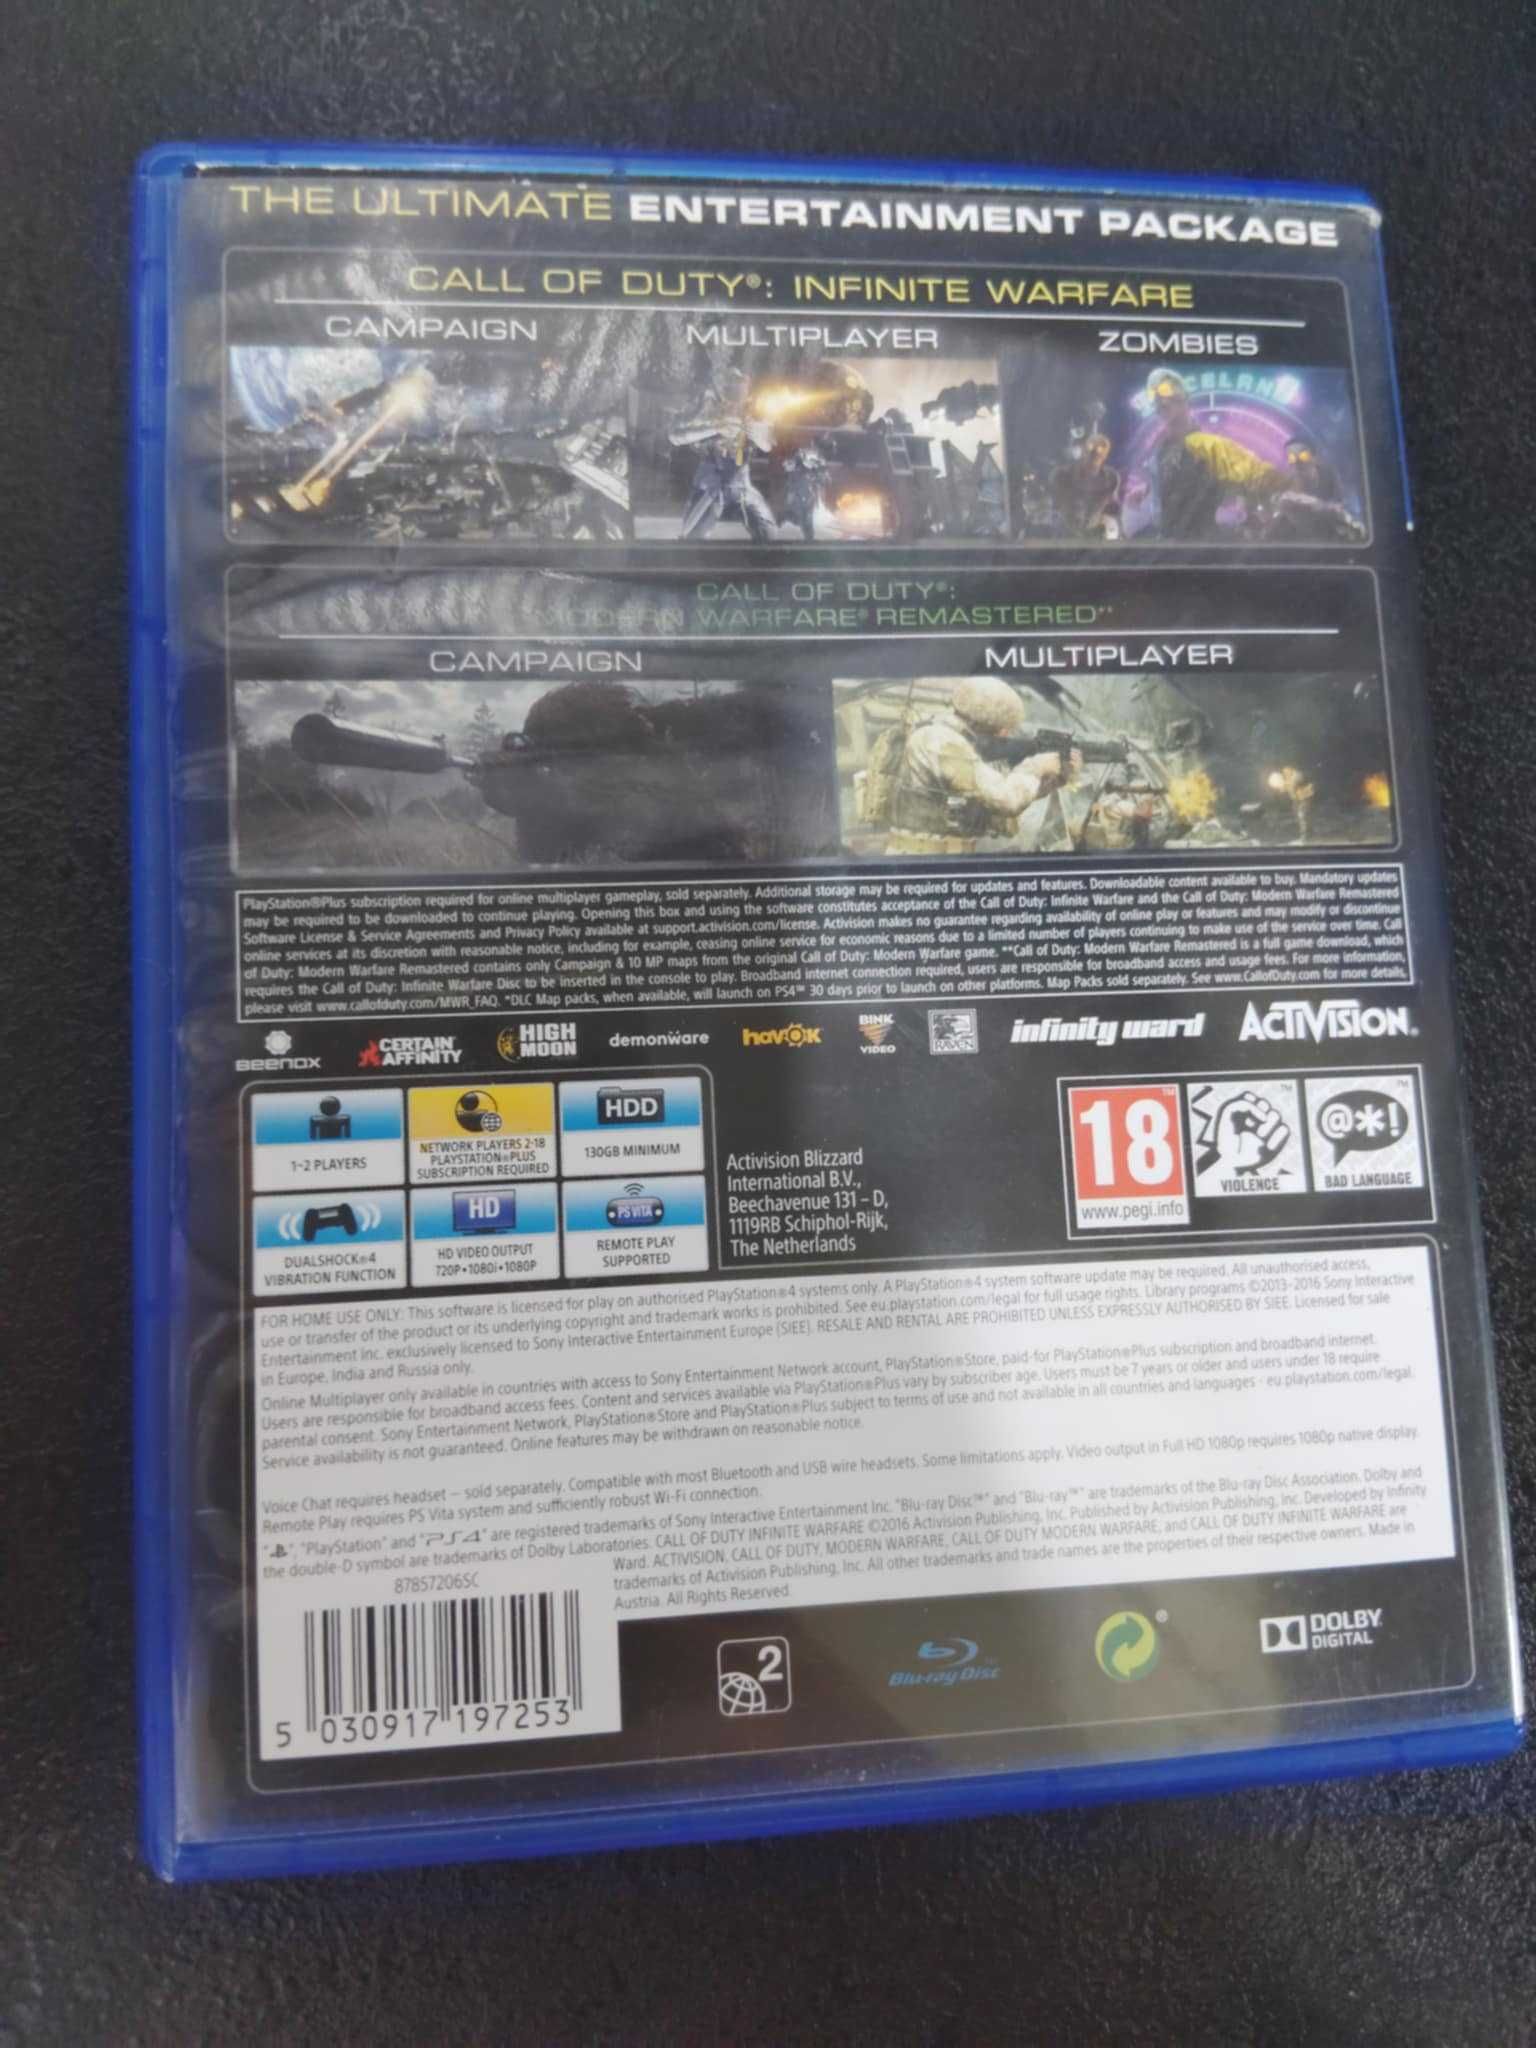 THE ULTIMATE ENTERTAINMENT PACKAGE
CALL OF DUTY®: INFINITE WARFARE
CAMPAIGN
MULTIPLAYER
ZOMBIES
CALL OF DUTY®:
MODERN WARFARE® REMASTERED**
CAMPAIGN
MULTIPLAYER
PlayStation®Plus subscription required for online multiplayer gameplay, sold separately. Additional storage may be required for updates and features. Downloadable content available to buy. Mandatory updates
may be required to be downloaded to continue playing. Opening this box and using the software constitutes acceptance of the Call of Duty: Infinite Warfare and the Call of Duty: Modern Warfare Remastered
Software License & Service Agreements and Privacy Policy available at support.activision.com/license. Activision makes no guarantee regarding availability of online play or features and may modify or discontinue
online services at its discretion with reasonable notice, including for example, ceasing online service for economic reasons due to a limited number of players continuing to make use of the service over time. Call
of Duty: Modern Warfare Remastered contains only Campaign & 10 MP maps from the original Call of Duty: Modern Warfare game. **Call of Duty: Modern Warfare Remastered is a full game download, which
requires the Call of Duty: Infinite Warfare Disc to be inserted in the console to play. Broadband internet connection required, users are responsible for broadband access and usage fees. For more information,
please visit www.callofduty.com/MWR_FAQ. *DLC Map packs, when available, will launch on PS4™ 30 days prior to launch on other platforms. Map Packs sold separately. See www.CallofDuty.com for more details.
BEENOX
CERTAIN AFFINITY
HIGH MOON
demonware
havok
BINK VIDEO
RAVEN
infinity ward
ACTIVISION®
1-2 PLAYERS
NETWORK PLAYERS 2-18
PLAYSTATION®PLUS
SUBSCRIPTION REQUIRED
HDD
130GB MINIMUM
DUALSHOCK®4
VIBRATION FUNCTION
HD
HD VIDEO OUTPUT
720P•1080i•1080P
PS VITA
REMOTE PLAY
SUPPORTED
Activision Blizzard
International B.V.,
Beechavenue 131 – D,
1119RB Schiphol-Rijk,
The Netherlands
18
www.pegi.info
VIOLENCE
@*!
BAD LANGUAGE
FOR HOME USE ONLY: This software is licensed for play on authorised PlayStation®4 systems only. A PlayStation®4 system software update may be required. All unauthorised access,
use or transfer of the product or its underlying copyright and trademark works is prohibited. See eu.playstation.com/legal for full usage rights. Library programs ©2013-2016 Sony Interactive
Entertainment Inc. exclusively licensed to Sony Interactive Entertainment Europe (SIEE). RESALE AND RENTAL ARE PROHIBITED UNLESS EXPRESSLY AUTHORISED BY SIEE. Licensed for sale
in Europe, India and Russia only.
Online Multiplayer only available in countries with access to Sony Entertainment Network account, PlayStation®Store, paid-for PlayStation®Plus subscription and broadband internet.
Users are responsible for broadband access fees. Content and services available via PlayStation®Plus vary by subscriber age. Users must be 7 years or older and users under 18 require
parental consent. Sony Entertainment Network, PlayStation®Store and PlayStation®Plus subject to terms of use and not available in all countries and languages - eu.playstation.com/legal.
Service availability is not guaranteed. Online features may be withdrawn on reasonable notice.
Voice Chat requires headset – sold separately. Compatible with most Bluetooth and USB wire headsets. Some limitations apply. Video output in Full HD 1080p requires 1080p native display.
Remote Play requires PS Vita system and sufficiently robust Wi-Fi connection.
"PlayStation" and "PS4" are registered trademarks of Sony Interactive Entertainment Inc. "Blu-ray Disc™" and "Blu-ray™" are trademarks of the Blu-ray Disc Association. Dolby and
the double-D symbol are trademarks of Dolby Laboratories. CALL OF DUTY INFINITE WARFARE ©2016 Activision Publishing, Inc. Published by Activision Publishing, Inc. Developed by Infinity
Ward. ACTIVISION, CALL OF DUTY, MODERN WARFARE, CALL OF DUTY MODERN WARFARE, and CALL OF DUTY INFINITE WARFARE are
trademarks of Activision Publishing, Inc. All other trademarks and trade names are the properties of their respective owners. Made in
Austria. All Rights Reserved.
87857206SC
5 030917 197253
2
Blu-ray Disc™
®
DOLBY
DIGITAL